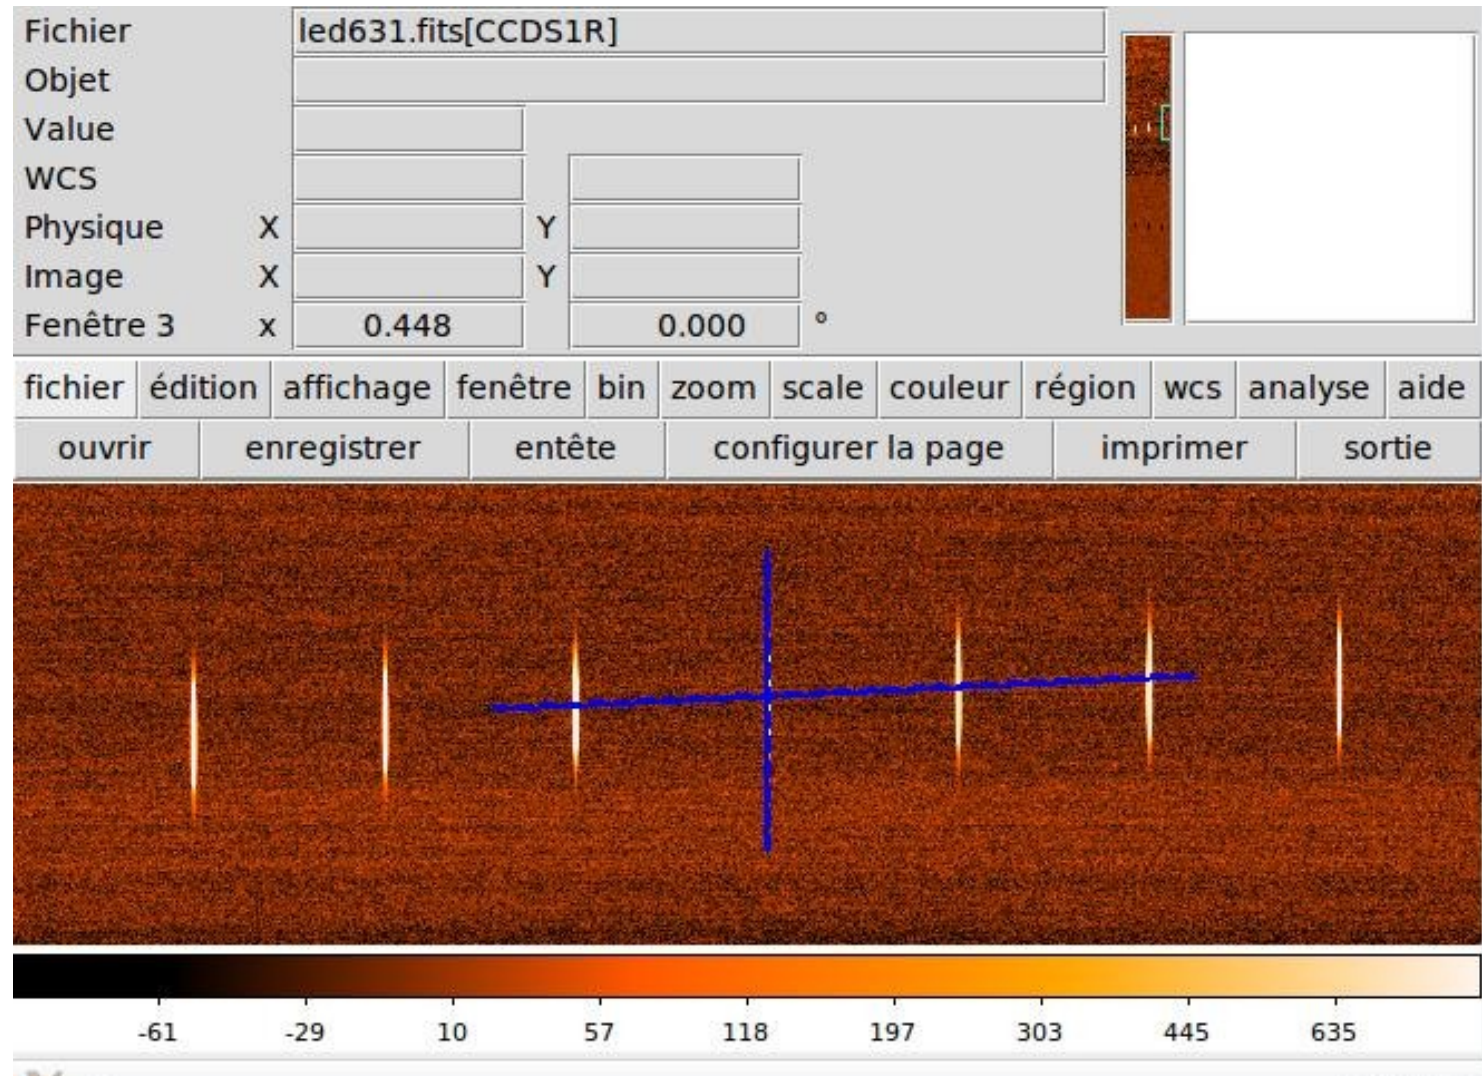 Fichier led631.fits[CCDS1R]
Objet
Value
WCS
Physique X Y
Image X Y
Fenêtre 3 x 0.448 0.000 °
fichier édition affichage fenêtre bin zoom scale couleur région wcs analyse aide
ouvrir enregistrer entête configurer la page imprimer sortie
-61 -29 10 57 118 197 303 445 635